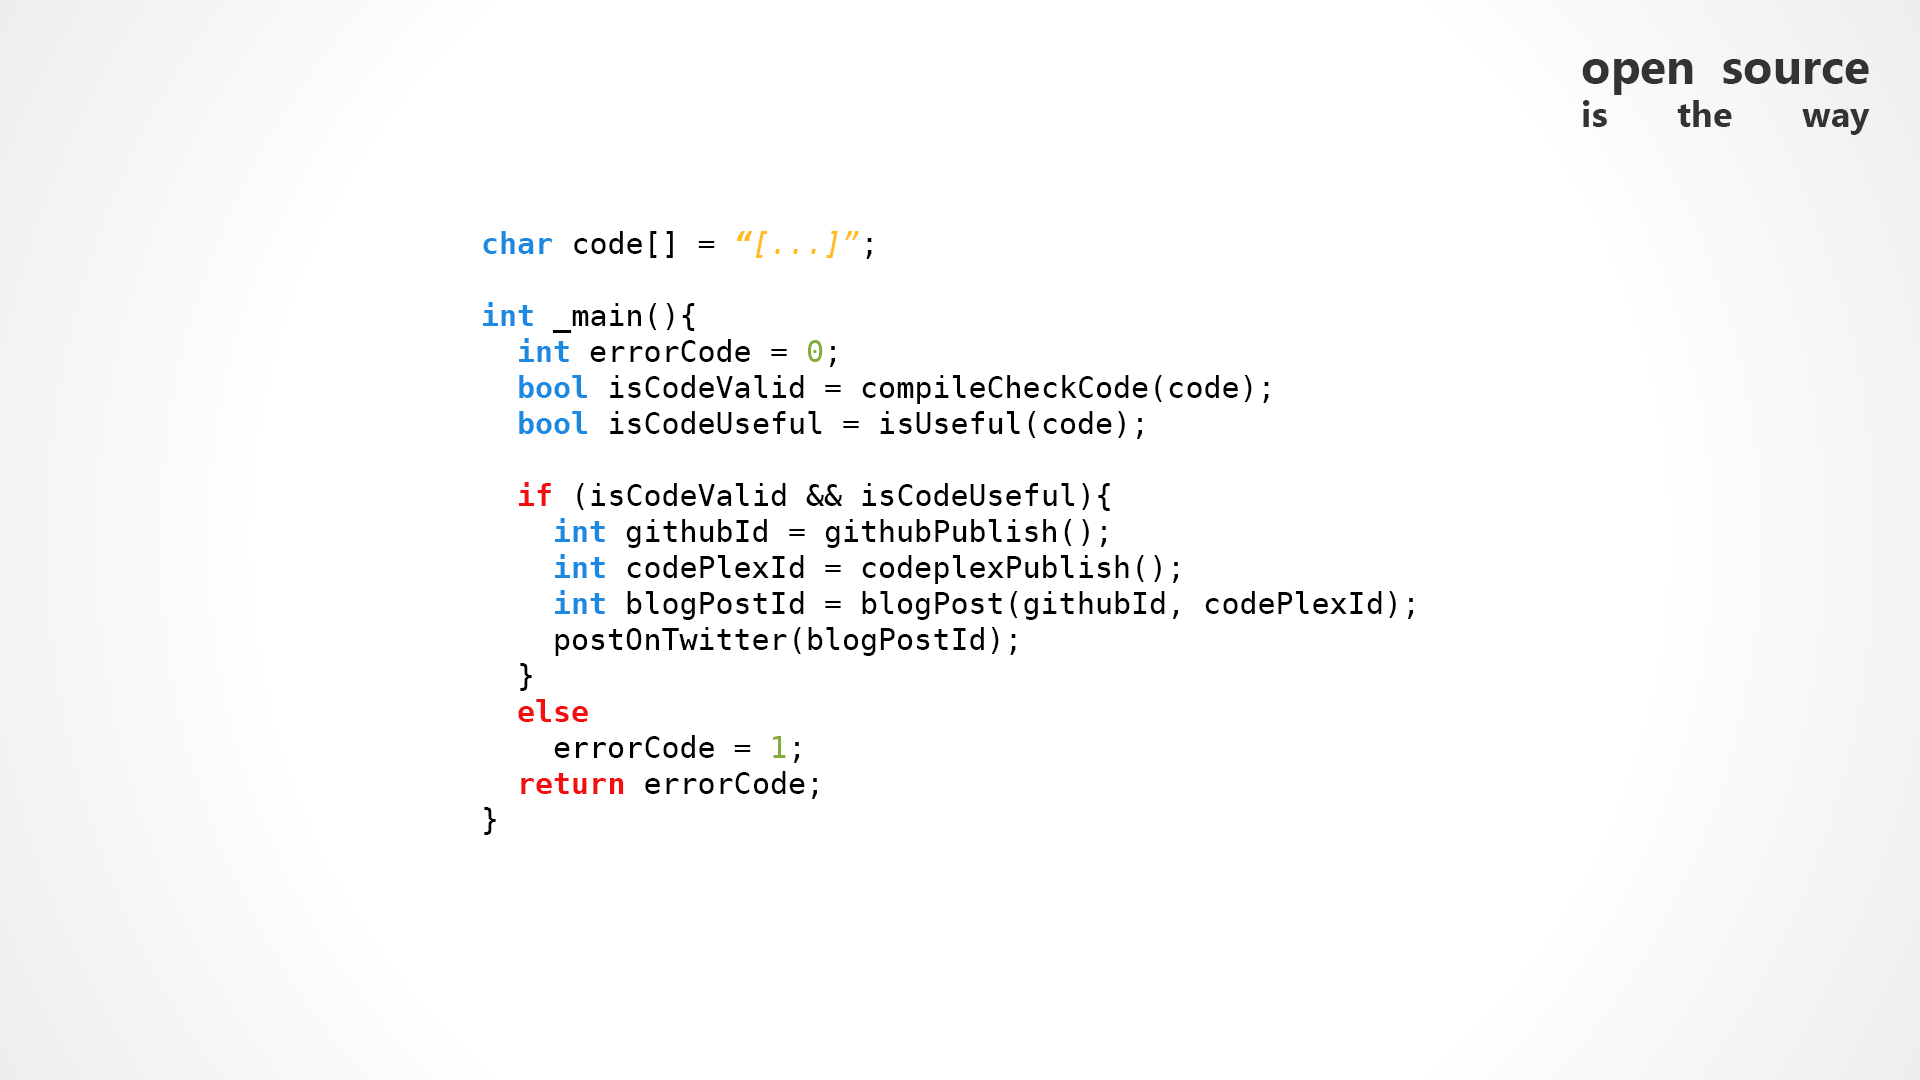 open source
is the way
char code[] = “[...]”;
int _main(){
int errorCode = 0;
bool isCodeValid = compileCheckCode(code);
bool isCodeUseful = isUseful(code);
if (isCodeValid && isCodeUseful){
int githubId = githubPublish();
int codePlexId = codeplexPublish();
int blogPostId = blogPost(githubId, codePlexId);
postOnTwitter(blogPostId);
}
else
errorCode = 1;
return errorCode;
}